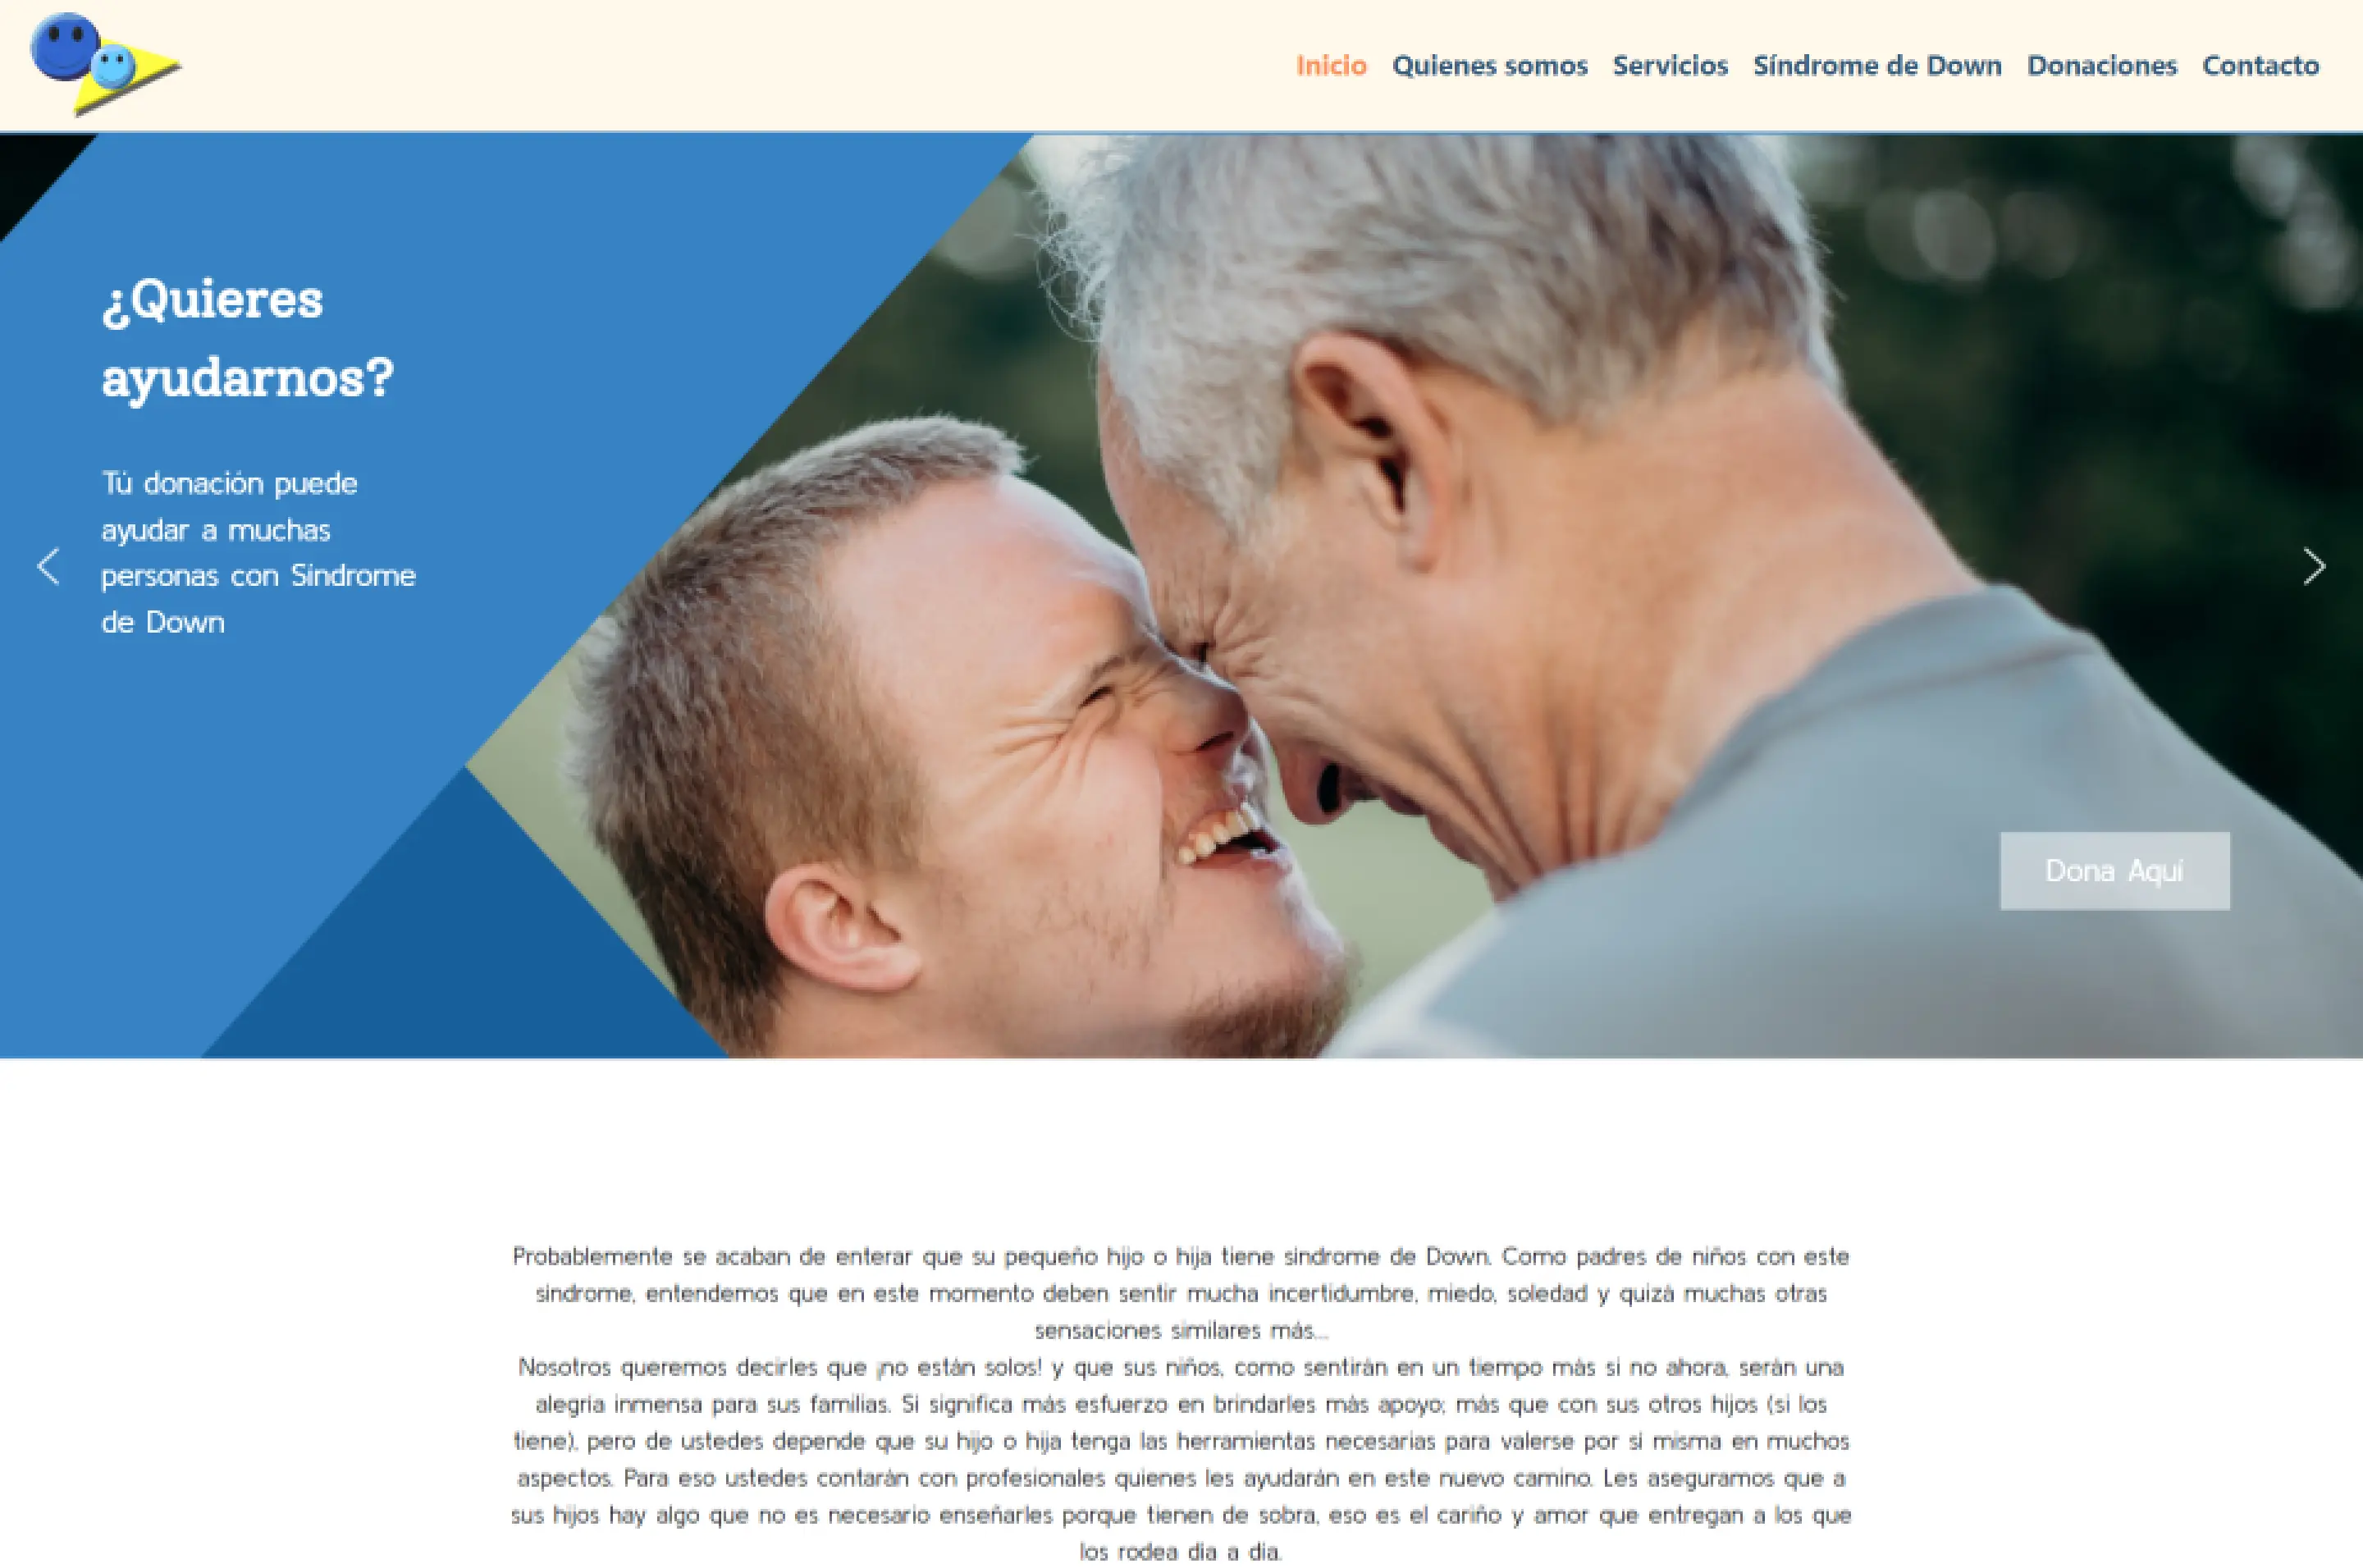 Inicio Quienes somos Servicios Síndrome de Down Donaciones Contacto
¿Quieres
ayudarnos?
Tú donación puede
ayudar a muchas
personas con Síndrome
de Down
Dona Aquí
Probablemente se acaban de enterar que su pequeño hijo o hija tiene síndrome de Down. Como padres de niños con este
síndrome, entendemos que en este momento deben sentir mucha incertidumbre, miedo, soledad y quizá muchas otras
sensaciones similares más...
Nosotros queremos decirles que ¡no están solos! y que sus niños, como sentirán en un tiempo más si no ahora, serán una
alegría inmensa para sus familias. Sí significa más esfuerzo en brindarles más apoyo; más que con sus otros hijos (si los
tiene), pero de ustedes depende que su hijo o hija tenga las herramientas necesarias para valerse por sí misma en muchos
aspectos. Para eso ustedes contarán con profesionales quienes les ayudarán en este nuevo camino. Les aseguramos que a
sus hijos hay algo que no es necesario enseñarles porque tienen de sobra, eso es el cariño y amor que entregan a los que
los rodea día a día.